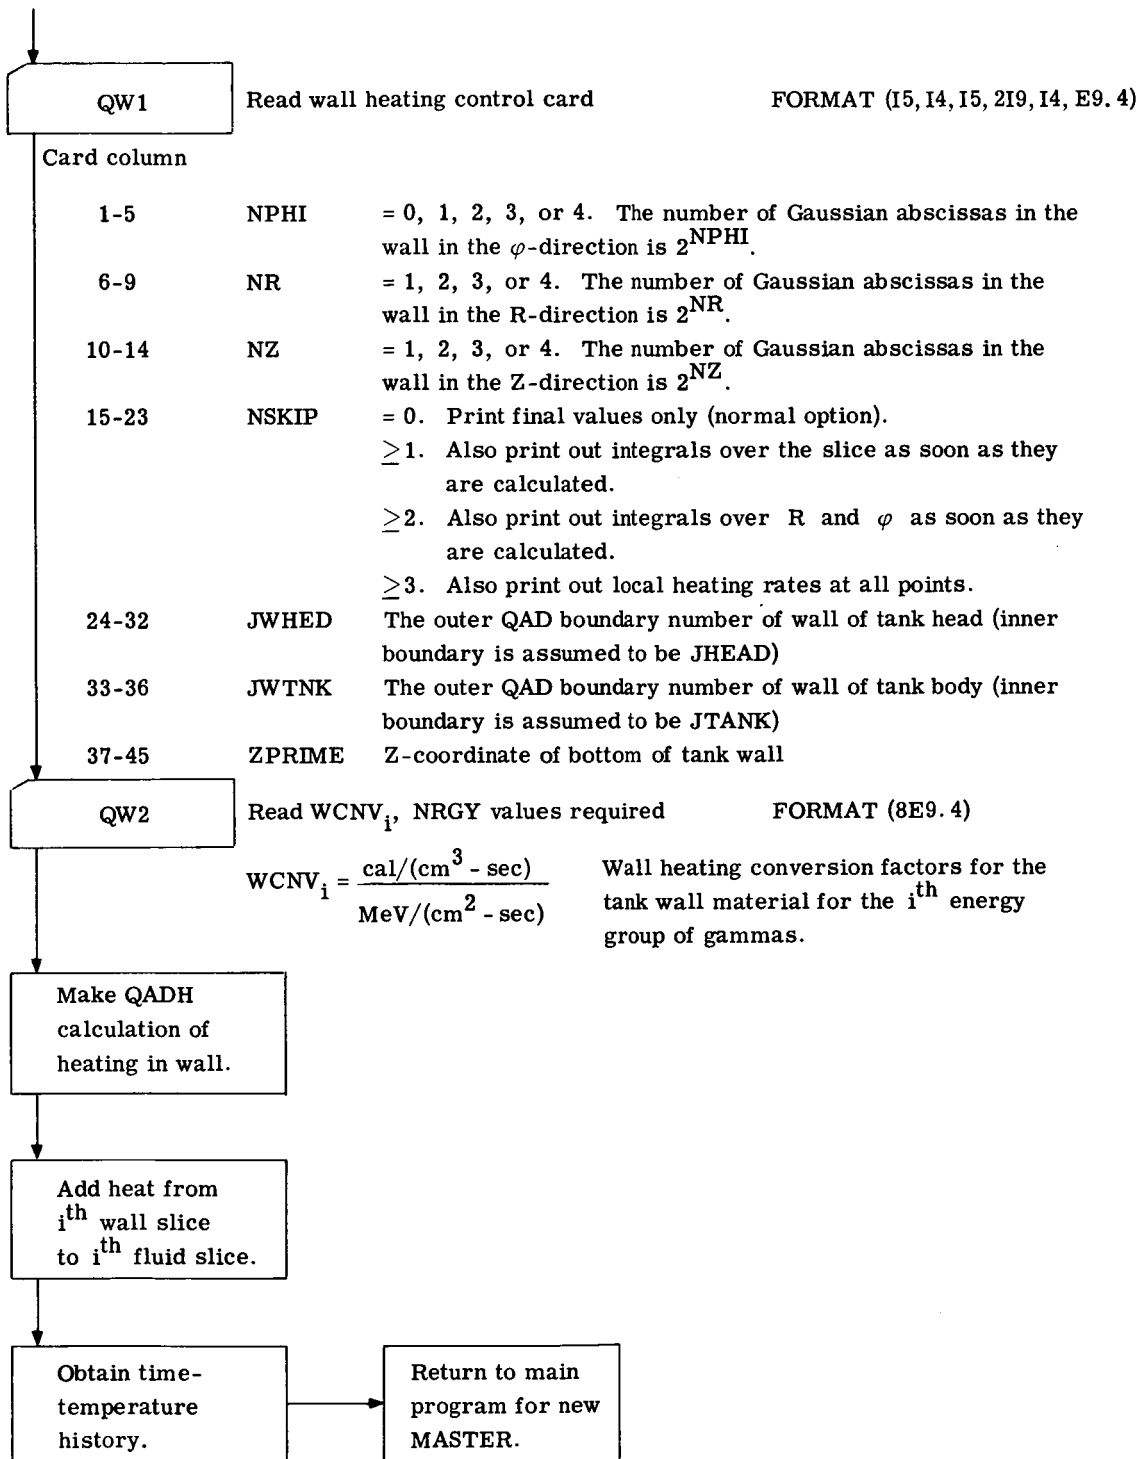 QW1 Read wall heating control card FORMAT (I5, I4, I5, 2I9, I4, E9.4)
Card column
1-5 NPHI = 0, 1, 2, 3, or 4. The number of Gaussian abscissas in the
wall in the φ-direction is 2^NPHI.
6-9 NR = 1, 2, 3, or 4. The number of Gaussian abscissas in the
wall in the R-direction is 2^NR.
10-14 NZ = 1, 2, 3, or 4. The number of Gaussian abscissas in the
wall in the Z-direction is 2^NZ.
15-23 NSKIP = 0. Print final values only (normal option).
≥1. Also print out integrals over the slice as soon as they
are calculated.
≥2. Also print out integrals over R and φ as soon as they
are calculated.
≥3. Also print out local heating rates at all points.
24-32 JWHED The outer QAD boundary number of wall of tank head (inner
boundary is assumed to be JHEAD)
33-36 JWTNK The outer QAD boundary number of wall of tank body (inner
boundary is assumed to be JTANK)
37-45 ZPRIME Z-coordinate of bottom of tank wall
QW2 Read WCNV_i, NRGY values required FORMAT (8E9.4)
WCNV_i = cal/(cm^3 - sec) / MeV/(cm^2 - sec)
Wall heating conversion factors for the
tank wall material for the i^th energy
group of gammas.
Make QADH
calculation of
heating in wall.
Add heat from
i^th wall slice
to i^th fluid slice.
Obtain time-
temperature
history.
Return to main
program for new
MASTER.